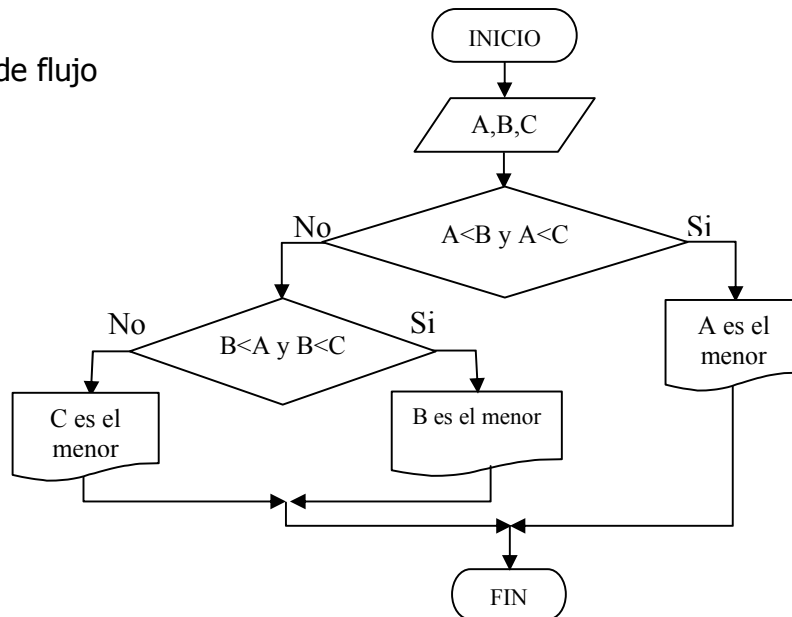 INICIO
de flujo
A,B,C
No
A<B y A<C
Si
No
B<A y B<C
Si
A es el
menor
C es el
menor
B es el menor
FIN